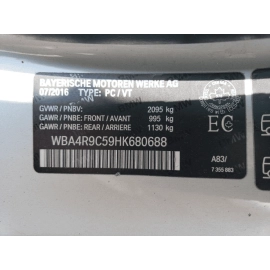 BAYERISCHE MOTOREN WERKE AG
07/2016 TYPE: PC / VT
GVWR / PNBV: 2095 kg
GAWR / PNBE: FRONT / AVANT 995 kg
GAWR / PNBE: REAR / ARRIERE 1130 kg
EC
WBA4R9C59HK680688
A83/
7 355 883